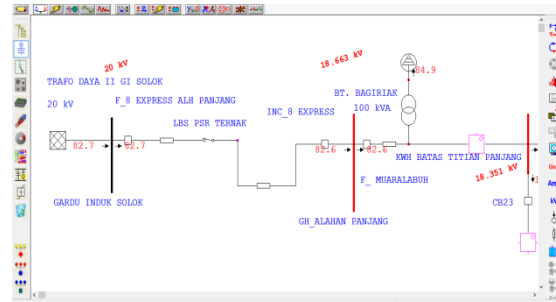 20 kV
18.663 kV
TRAFO DAYA II GI SOLOK
84.9
F_8 EXPRESS ALH PANJANG
BT. BAGIRIAK
20 kV
INC_8 EXPRESS
100 kVA
LBS PSR TERNAK
82.7
82.7
82.6
82.6
KWH BATAS TITIAN PANJANG
F_ MUARALABUH
18.351 kV
GARDU INDUK SOLOK
GH_ALAHAN PANJANG
CB23